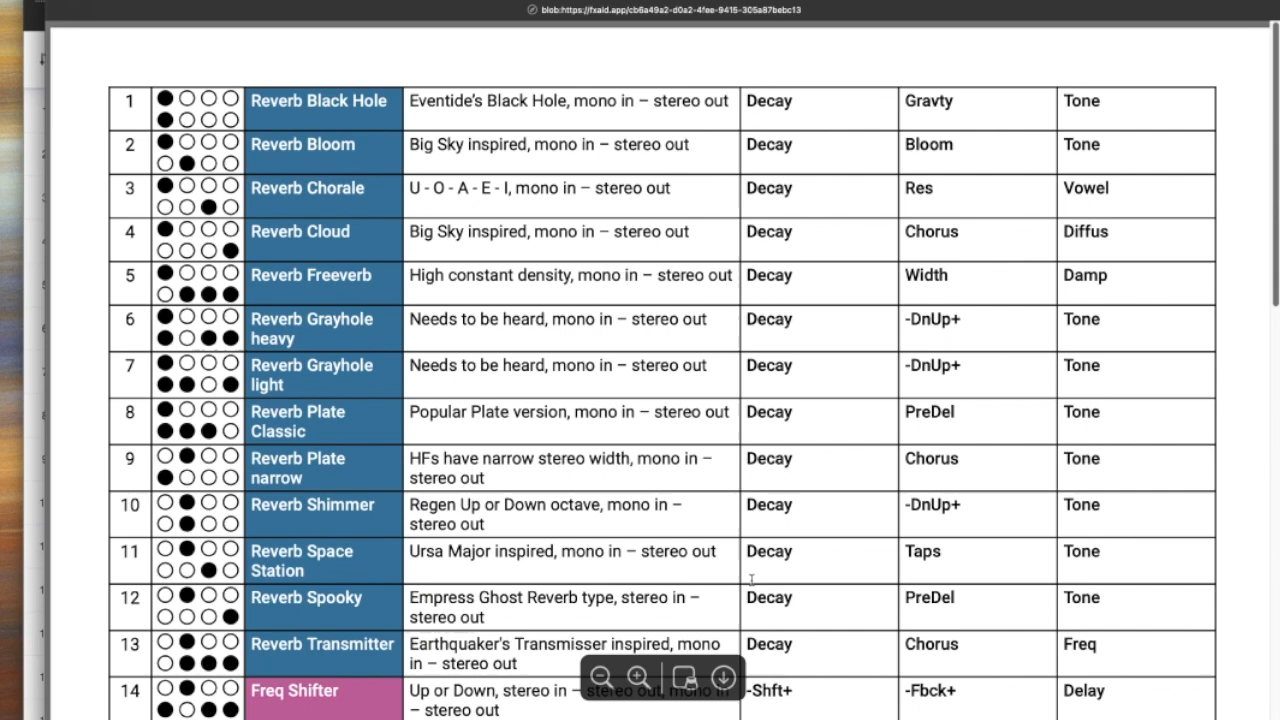 blob:https://fxaid.app/cb6a49a2-d0a2-4fee-9415-305a87bebc13
1 Reverb Black Hole Eventide's Black Hole, mono in – stereo out Decay Gravty Tone
2 Reverb Bloom Big Sky inspired, mono in – stereo out Decay Bloom Tone
3 Reverb Chorale U - O - A - E - I, mono in – stereo out Decay Res Vowel
4 Reverb Cloud Big Sky inspired, mono in – stereo out Decay Chorus Diffus
5 Reverb Freeverb High constant density, mono in – stereo out Decay Width Damp
6 Reverb Grayhole Needs to be heard, mono in – stereo out Decay -DnUp+ Tone
heavy
7 Reverb Grayhole Needs to be heard, mono in – stereo out Decay -DnUp+ Tone
light
8 Reverb Plate Popular Plate version, mono in – stereo out Decay PreDel Tone
Classic
9 Reverb Plate HFs have narrow stereo width, mono in – Decay Chorus Tone
narrow stereo out
10 Reverb Shimmer Regen Up or Down octave, mono in – Decay -DnUp+ Tone
stereo out
11 Reverb Space Ursa Major inspired, mono in – stereo out Decay Taps Tone
Station
12 Reverb Spooky Empress Ghost Reverb type, stereo in – Decay PreDel Tone
stereo out
13 Reverb Transmitter Earthquaker's Transmisser inspired, mono Decay Chorus Freq
in – stereo out
14 Freq Shifter Up or Down, stereo in – stereo out, mono in -Shft+ -Fbck+ Delay
– stereo out